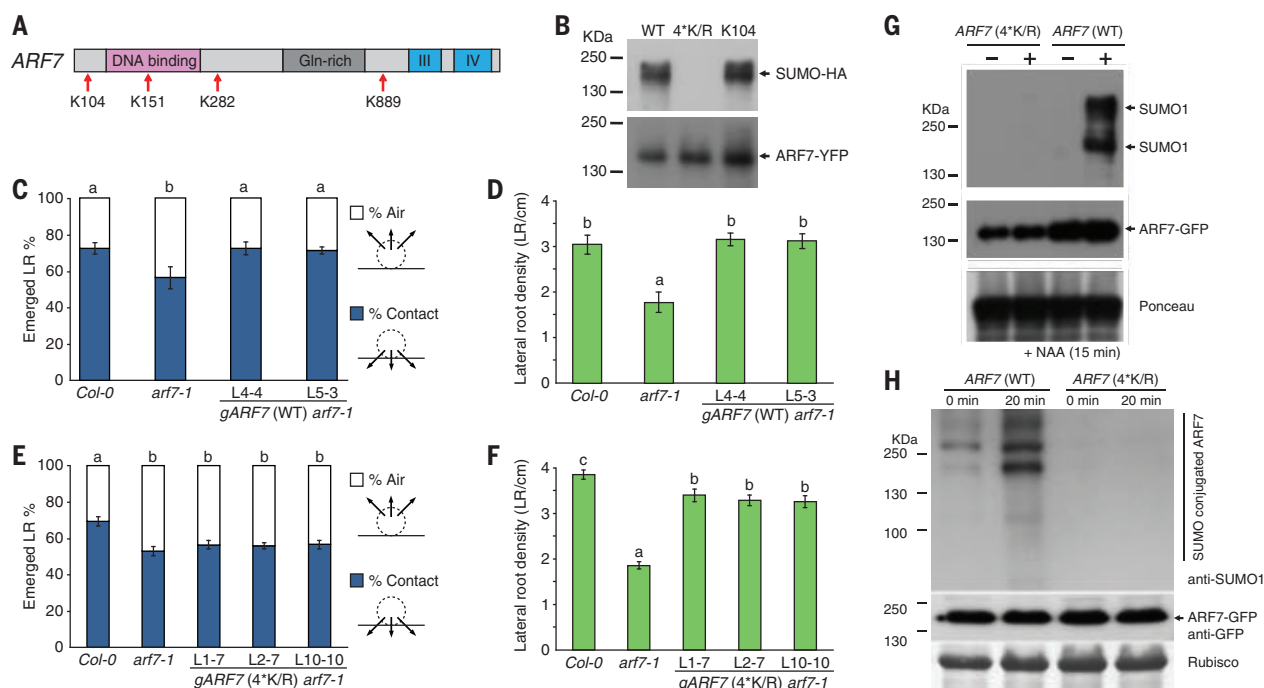 A
ARF7
DNA binding
Gln-rich
III
IV
K104
K151
K282
K889
B
KDa
WT 4*K/R K104
250
130
SUMO-HA
250
130
ARF7-YFP
C
a b a a
Emerged LR %
100
80
60
40
20
0
Col-0
arf7-1
L4-4
L5-3
gARF7 (WT) arf7-1
% Air
% Contact
D
Lateral root density (LR/cm)
4
3
2
1
0
b a b b
Col-0
arf7-1
L4-4
L5-3
gARF7 (WT) arf7-1
E
a b b b b
Emerged LR %
100
80
60
40
20
0
Col-0
arf7-1
L1-7
L2-7
L10-10
gARF7 (4*K/R) arf7-1
% Air
% Contact
F
Lateral root density (LR/cm)
4
2
0
c a b b b
Col-0
arf7-1
L1-7
L2-7
L10-10
gARF7 (4*K/R) arf7-1
G
ARF7 (4*K/R) ARF7 (WT)
− + − +
KDa
250
130
SUMO1
SUMO1
250
130
ARF7-GFP
Ponceau
+ NAA (15 min)
H
ARF7 (WT) ARF7 (4*K/R)
0 min 20 min 0 min 20 min
KDa
250
130
100
SUMO conjugated ARF7
anti-SUMO1
250
130
ARF7-GFP
anti-GFP
Rubisco